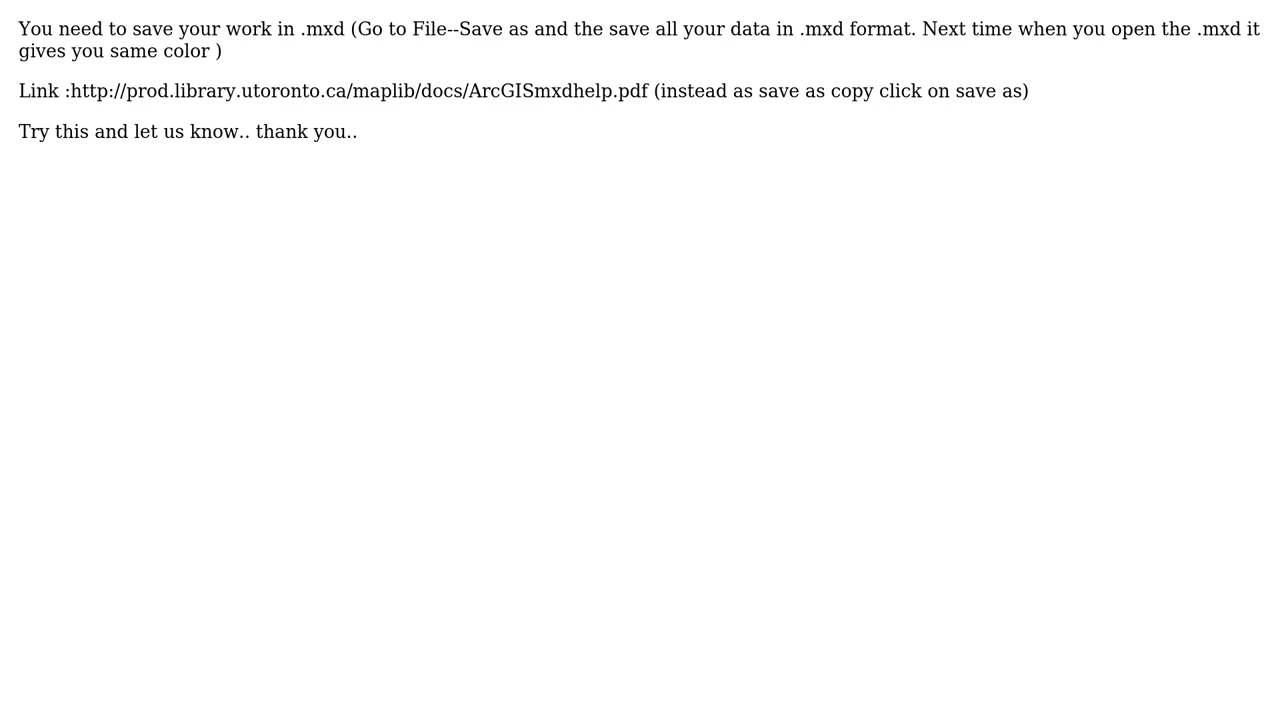 You need to save your work in .mxd (Go to File--Save as and the save all your data in .mxd format. Next time when you open the .mxd it
gives you same color )
Link :http://prod.library.utoronto.ca/maplib/docs/ArcGISmxdhelp.pdf (instead as save as copy click on save as)
Try this and let us know.. thank you..